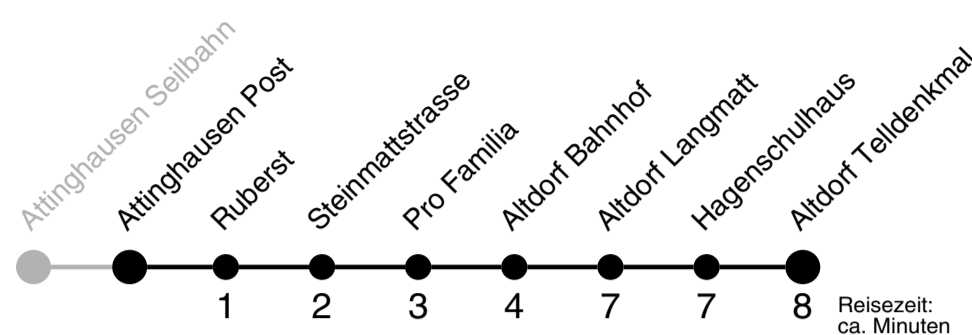 Attinghausen Seilbahn
Attinghausen Post
Ruberst
Steinmattstrasse
Pro Familia
Altdorf Bahnhof
Altdorf Langmatt
Hagenschulhaus
Altdorf Telldenkmal
1 2 3 4 7 7 8
Reisezeit:
ca. Minuten